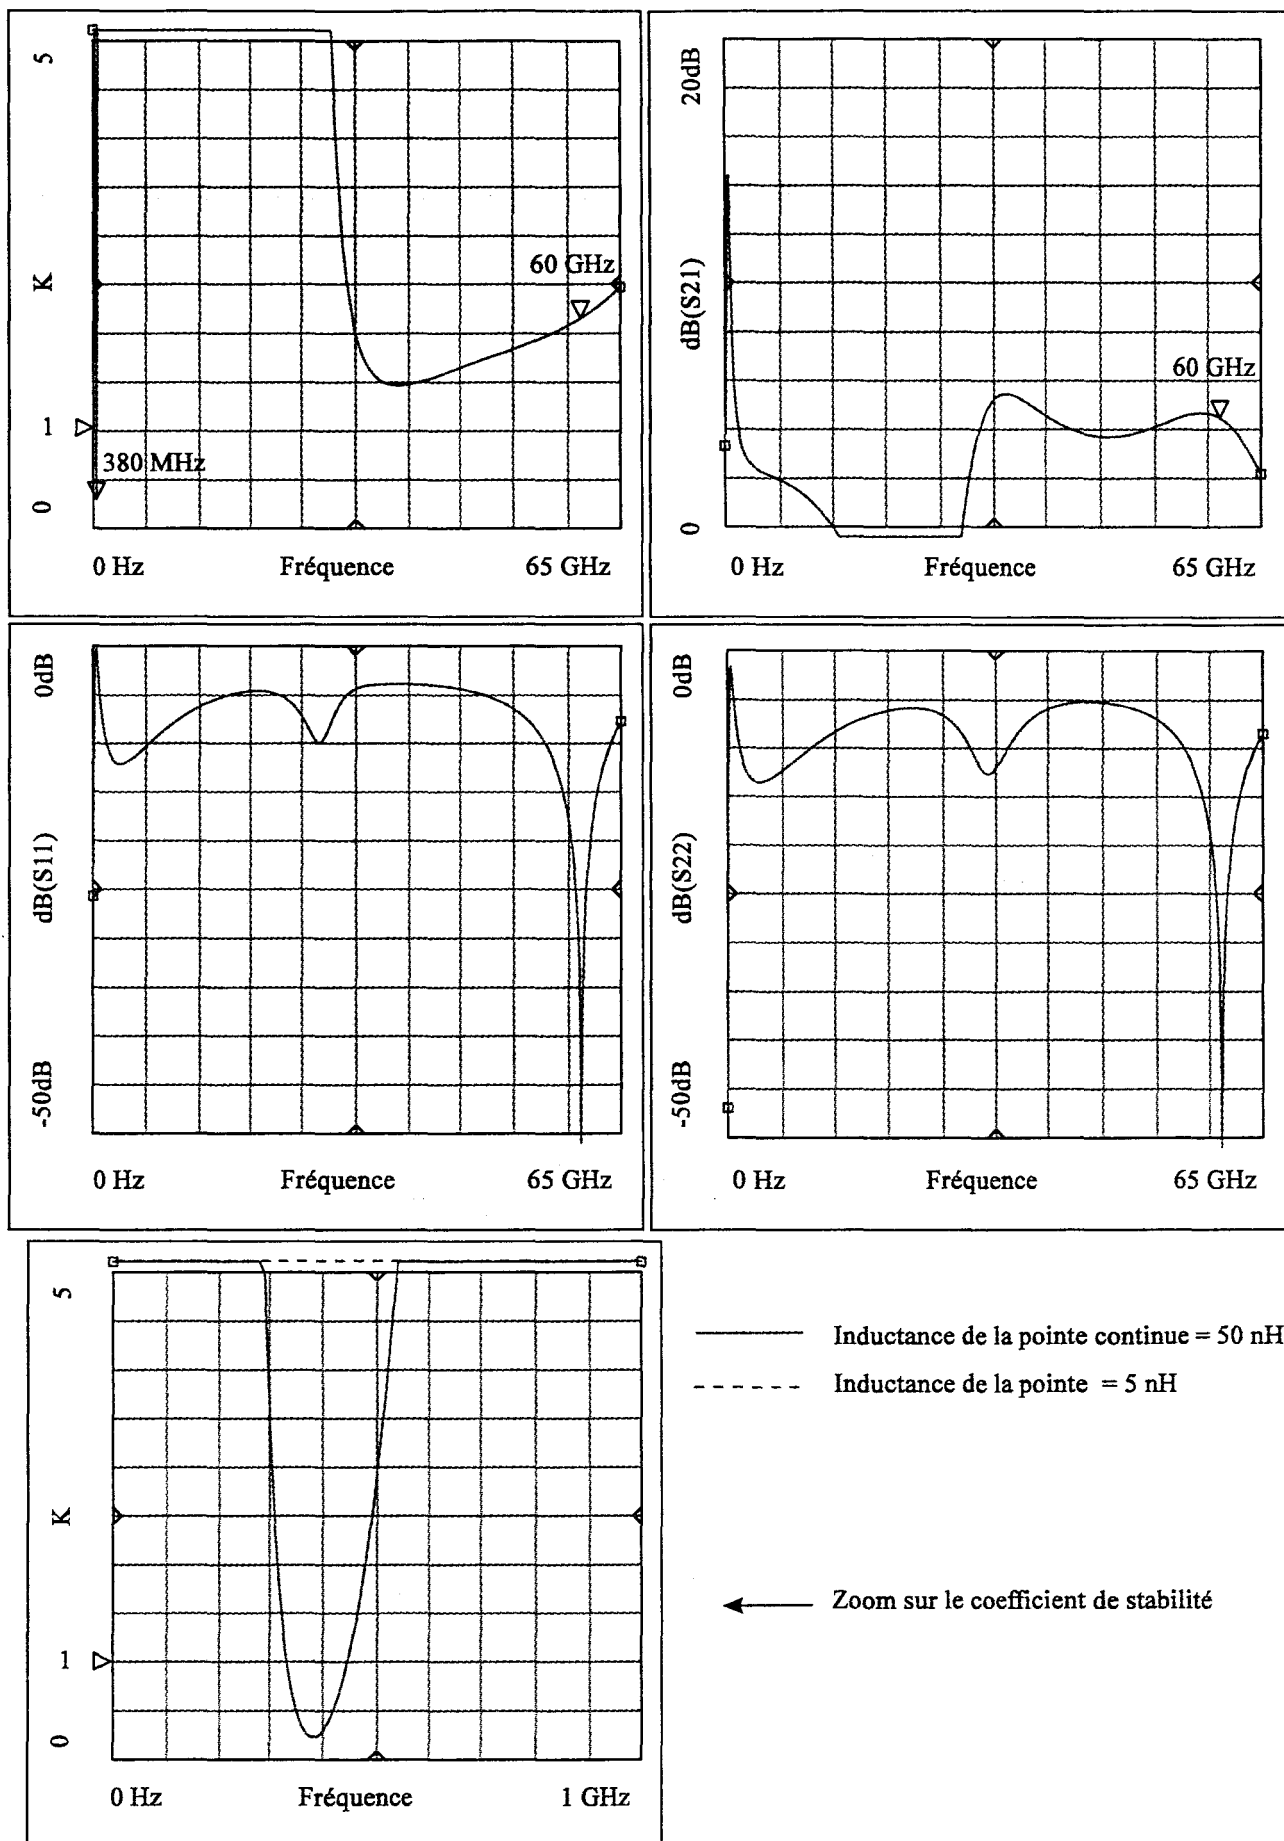 5
K
1
0
380 MHz
60 GHz
0 Hz
Fréquence
65 GHz
20dB
dB(S21)
0
60 GHz
0 Hz
Fréquence
65 GHz
0dB
dB(S11)
-50dB
0 Hz
Fréquence
65 GHz
0dB
dB(S22)
-50dB
0 Hz
Fréquence
65 GHz
5
K
1
0
0 Hz
Fréquence
1 GHz
Inductance de la pointe continue = 50 nH
Inductance de la pointe = 5 nH
Zoom sur le coefficient de stabilité